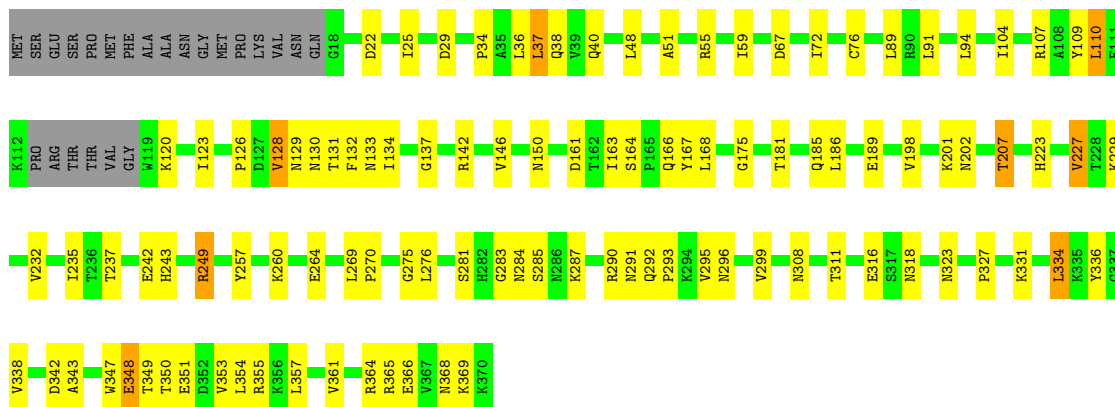 MET SER GLU SER SER PRO MET PHE ALA ALA ASN GLY MET PRO LYS VAL ASN GLN G18 D22 I25 D29 P34 A35 L36 L37 Q38 V39 Q40 L48 A51 R55 I59 D67 I72 C76 L89 R90 L91 L94 I104 R107 A108 Y109 L110 E111
K112 PRO ARG THR THR VAL GLY W119 K120 I123 P126 D127 V128 N129 N130 T131 F132 N133 I134 G137 R142 V146 N150 D161 T162 I163 S164 P165 Q166 Y167 L168 G175 T181 Q185 L186 E189 V198 K201 N202 T207 H223 V227 T228 K229
V232 I235 T236 T237 E242 H243 R249 Y257 K260 E264 L269 P270 G275 L276 S281 H282 G283 N284 S285 N286 K287 R290 N291 Q292 P293 K294 V295 N296 V299 N308 T311 E316 S317 N318 N323 P327 K331 L334 K335 Y336 G337
V338 D342 A343 W347 E348 T349 T350 E351 D352 V353 L354 R355 K356 L357 V361 R364 R365 E366 V367 N368 K369 K370